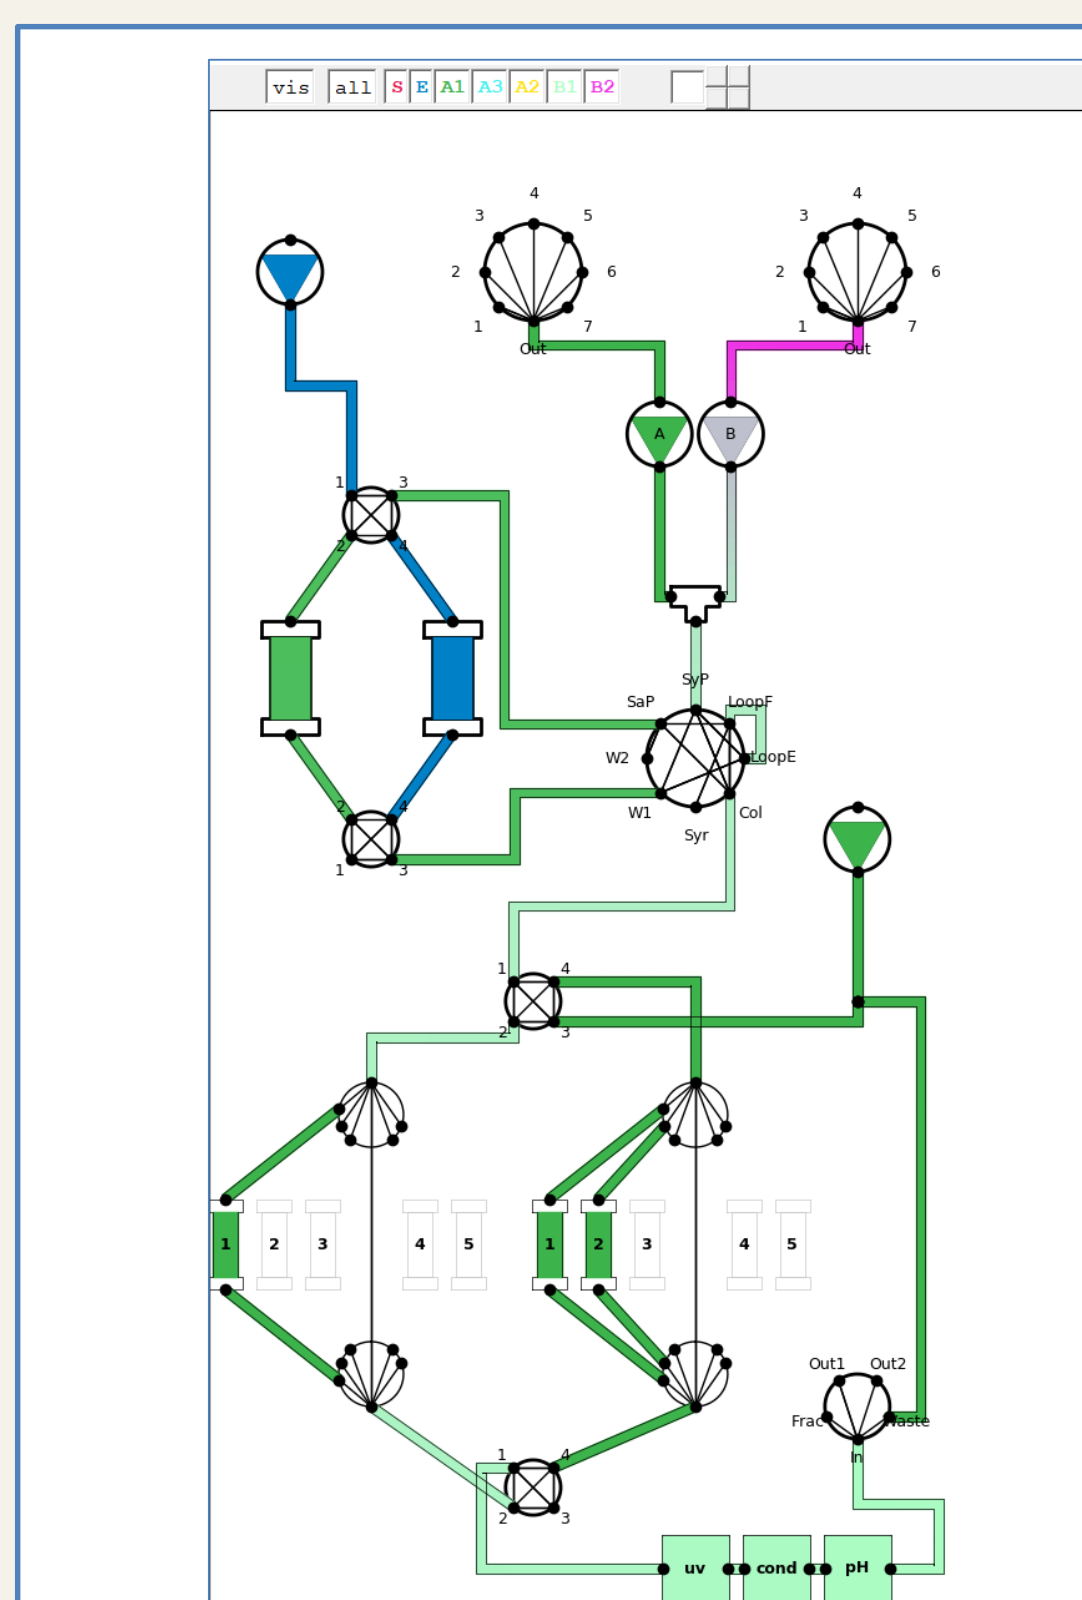 vis all S E A1 A3 A2 B1 B2
4 4
3 5 3 5
2 6 2 6
1 7 1 7
Out Out
A B
1 3
2 4
SyP
SaP LoopF
W2 LoopE
W1 Col
Syr
2 4
1 3
1 4
2 3
1 2 3 4 5 1 2 3 4 5
Out1 Out2
Frac Waste
In
1 4
2 3
uv cond pH